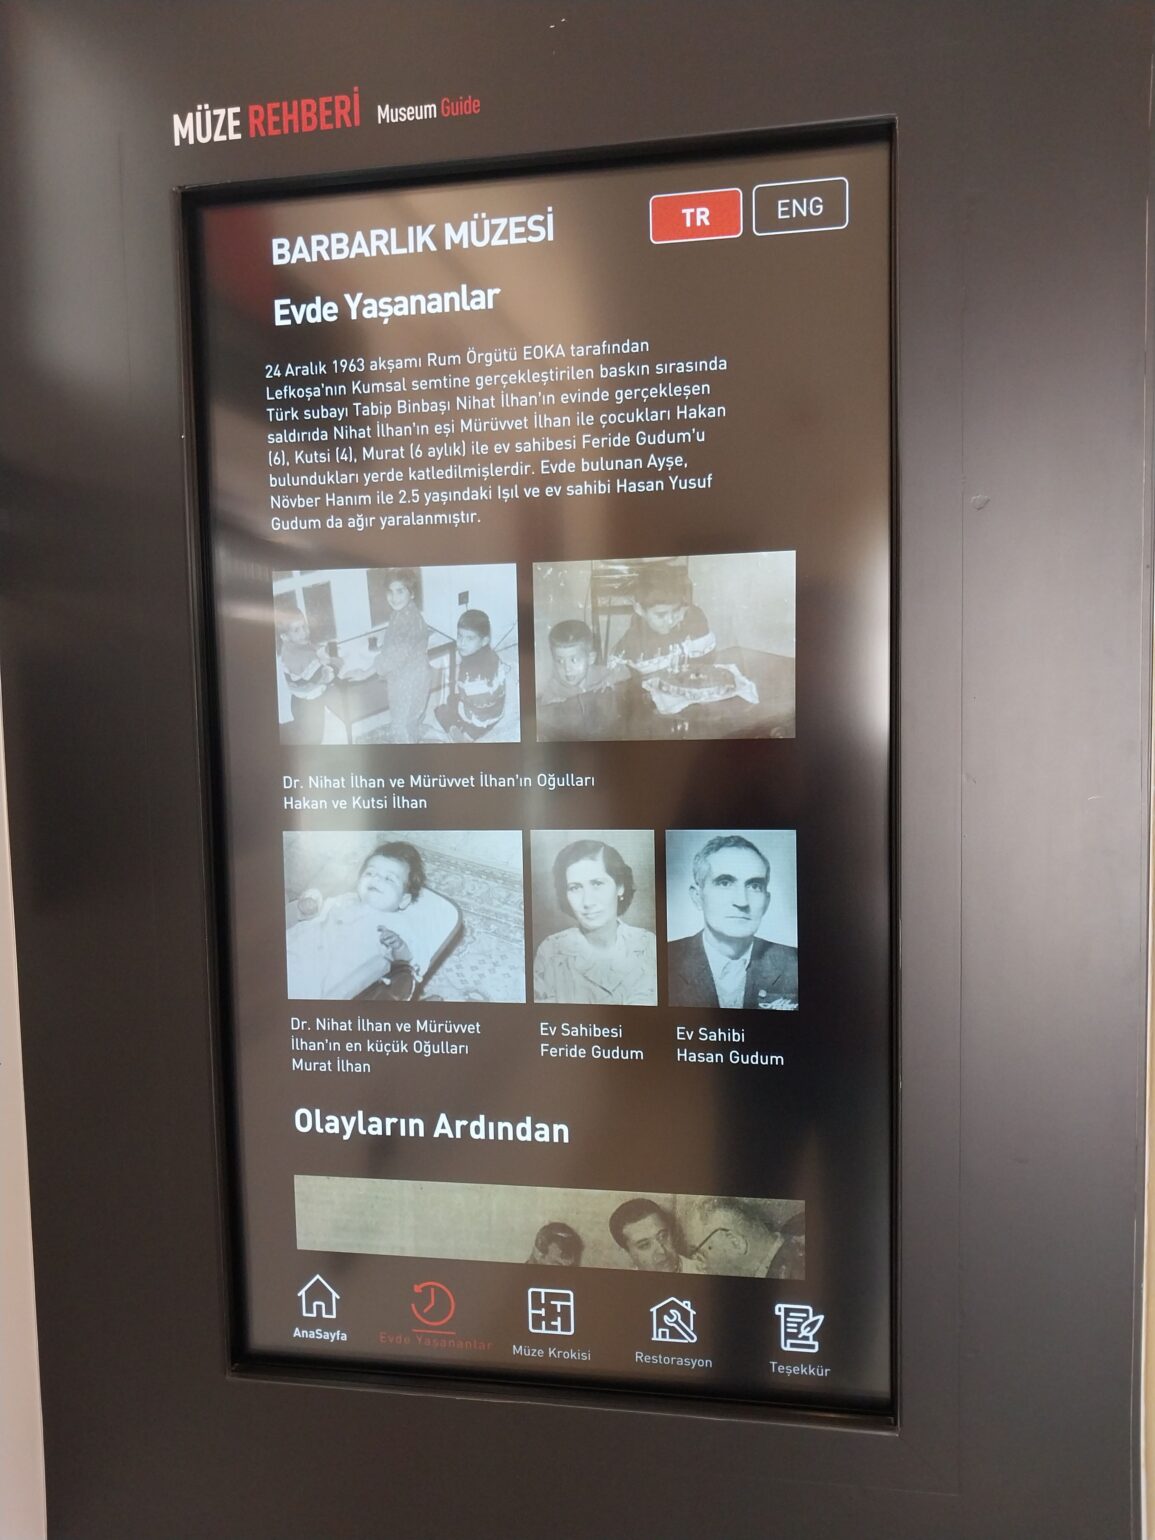 MÜZE REHBERİ Museum Guide
TR ENG
BARBARLIK MÜZESİ
Evde Yaşananlar
24 Aralık 1963 akşamı Rum Örgütü EOKA tarafından
Lefkoşa'nın Kumsal semtine gerçekleştirilen baskın sırasında
Türk subayı Tabip Binbaşı Nihat İlhan'ın evinde gerçekleşen
saldırıda Nihat İlhan'ın eşi Mürüvvet İlhan ile çocukları Hakan
(6), Kutsi (4), Murat (6 aylık) ile ev sahibesi Feride Gudum'u
bulundukları yerde katledilmişlerdir. Evde bulunan Ayşe,
Növber Hanım ile 2.5 yaşındaki Işıl ve ev sahibi Hasan Yusuf
Gudum da ağır yaralanmıştır.
Dr. Nihat İlhan ve Mürüvvet İlhan'ın Oğulları
Hakan ve Kutsi İlhan
Dr. Nihat İlhan ve Mürüvvet
İlhan'ın en küçük Oğulları
Murat İlhan
Ev Sahibesi
Feride Gudum
Ev Sahibi
Hasan Gudum
Olayların Ardından
AnaSayfa
Evde Yaşananlar
Müze Krokisi
Restorasyon
Teşekkür